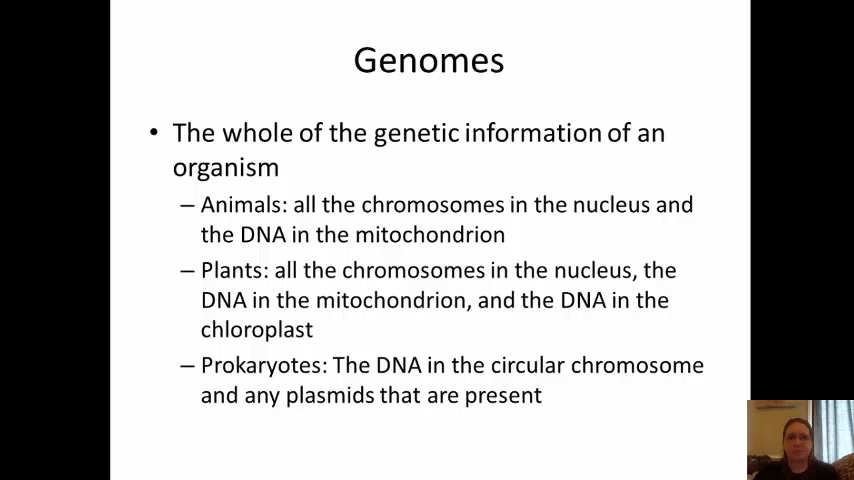 Genomes
• The whole of the genetic information of an
organism
– Animals: all the chromosomes in the nucleus and
the DNA in the mitochondrion
– Plants: all the chromosomes in the nucleus, the
DNA in the mitochondrion, and the DNA in the
chloroplast
– Prokaryotes: The DNA in the circular chromosome
and any plasmids that are present